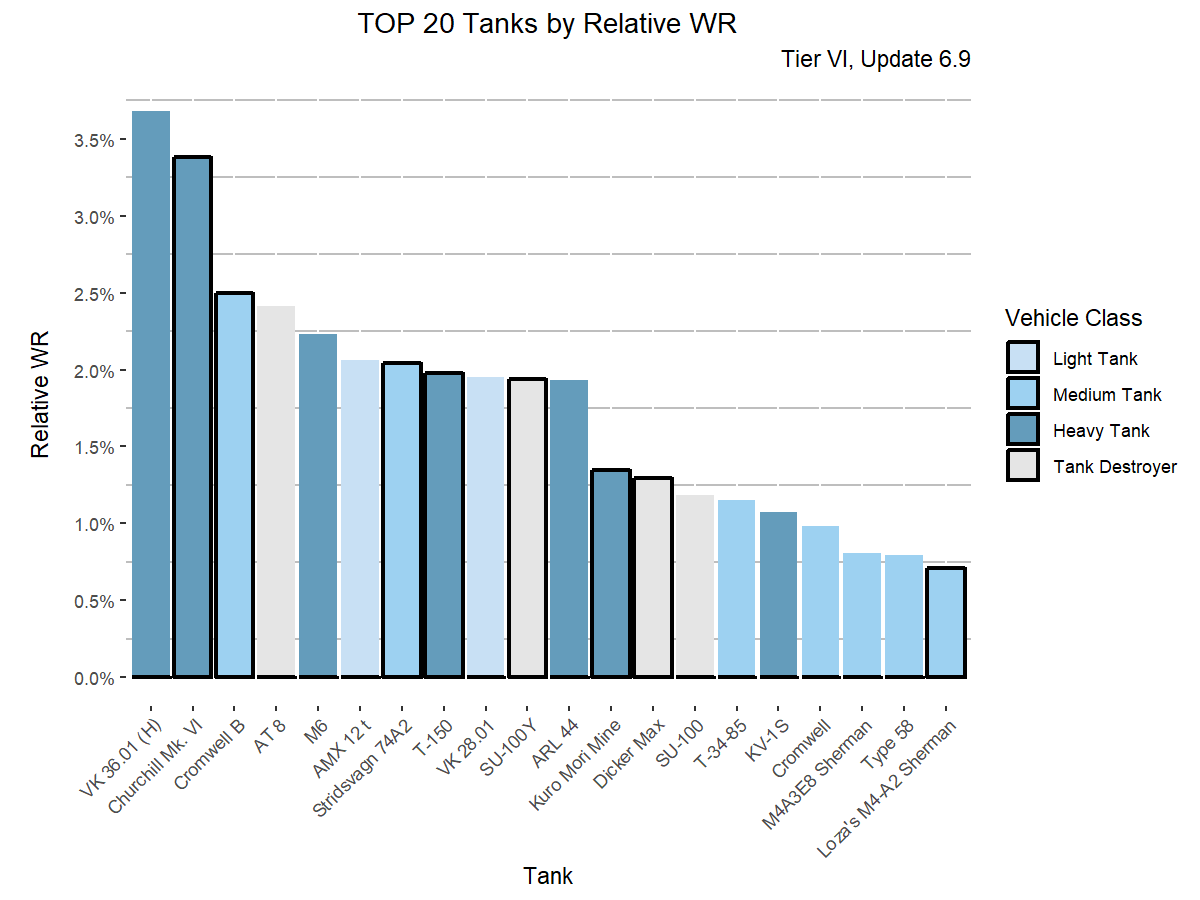 TOP 20 Tanks by Relative WR
Tier VI, Update 6.9
Relative WR
3.5%
3.0%
2.5%
2.0%
1.5%
1.0%
0.5%
0.0%
VK 36.01 (H)
Churchill Mk. VI
Cromwell B
AT 8
M6
AMX 12 t
Stridsvagn 74A2
T-150
VK 28.01
SU-100Y
ARL 44
Kuro Mori Mine
Dicker Max
SU-100
T-34-85
KV-1S
Cromwell
M4A3E8 Sherman
Type 58
Loza's M4-A2 Sherman
Tank
Vehicle Class
Light Tank
Medium Tank
Heavy Tank
Tank Destroyer